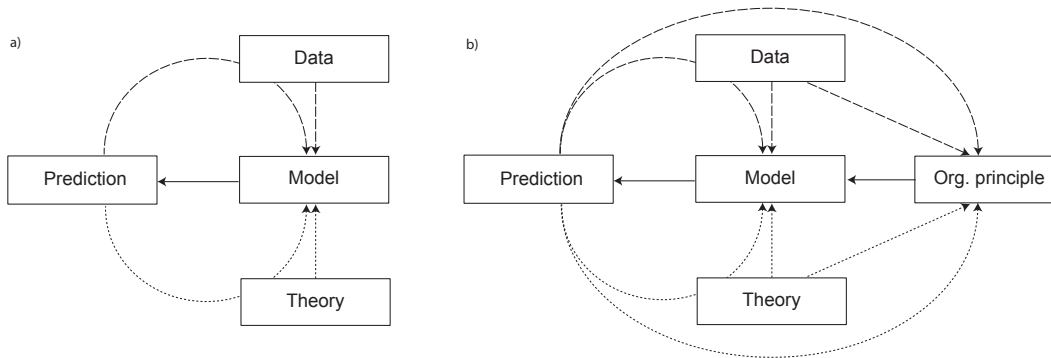 a)
Data
Prediction
Model
Theory
b)
Data
Prediction
Model
Org. principle
Theory